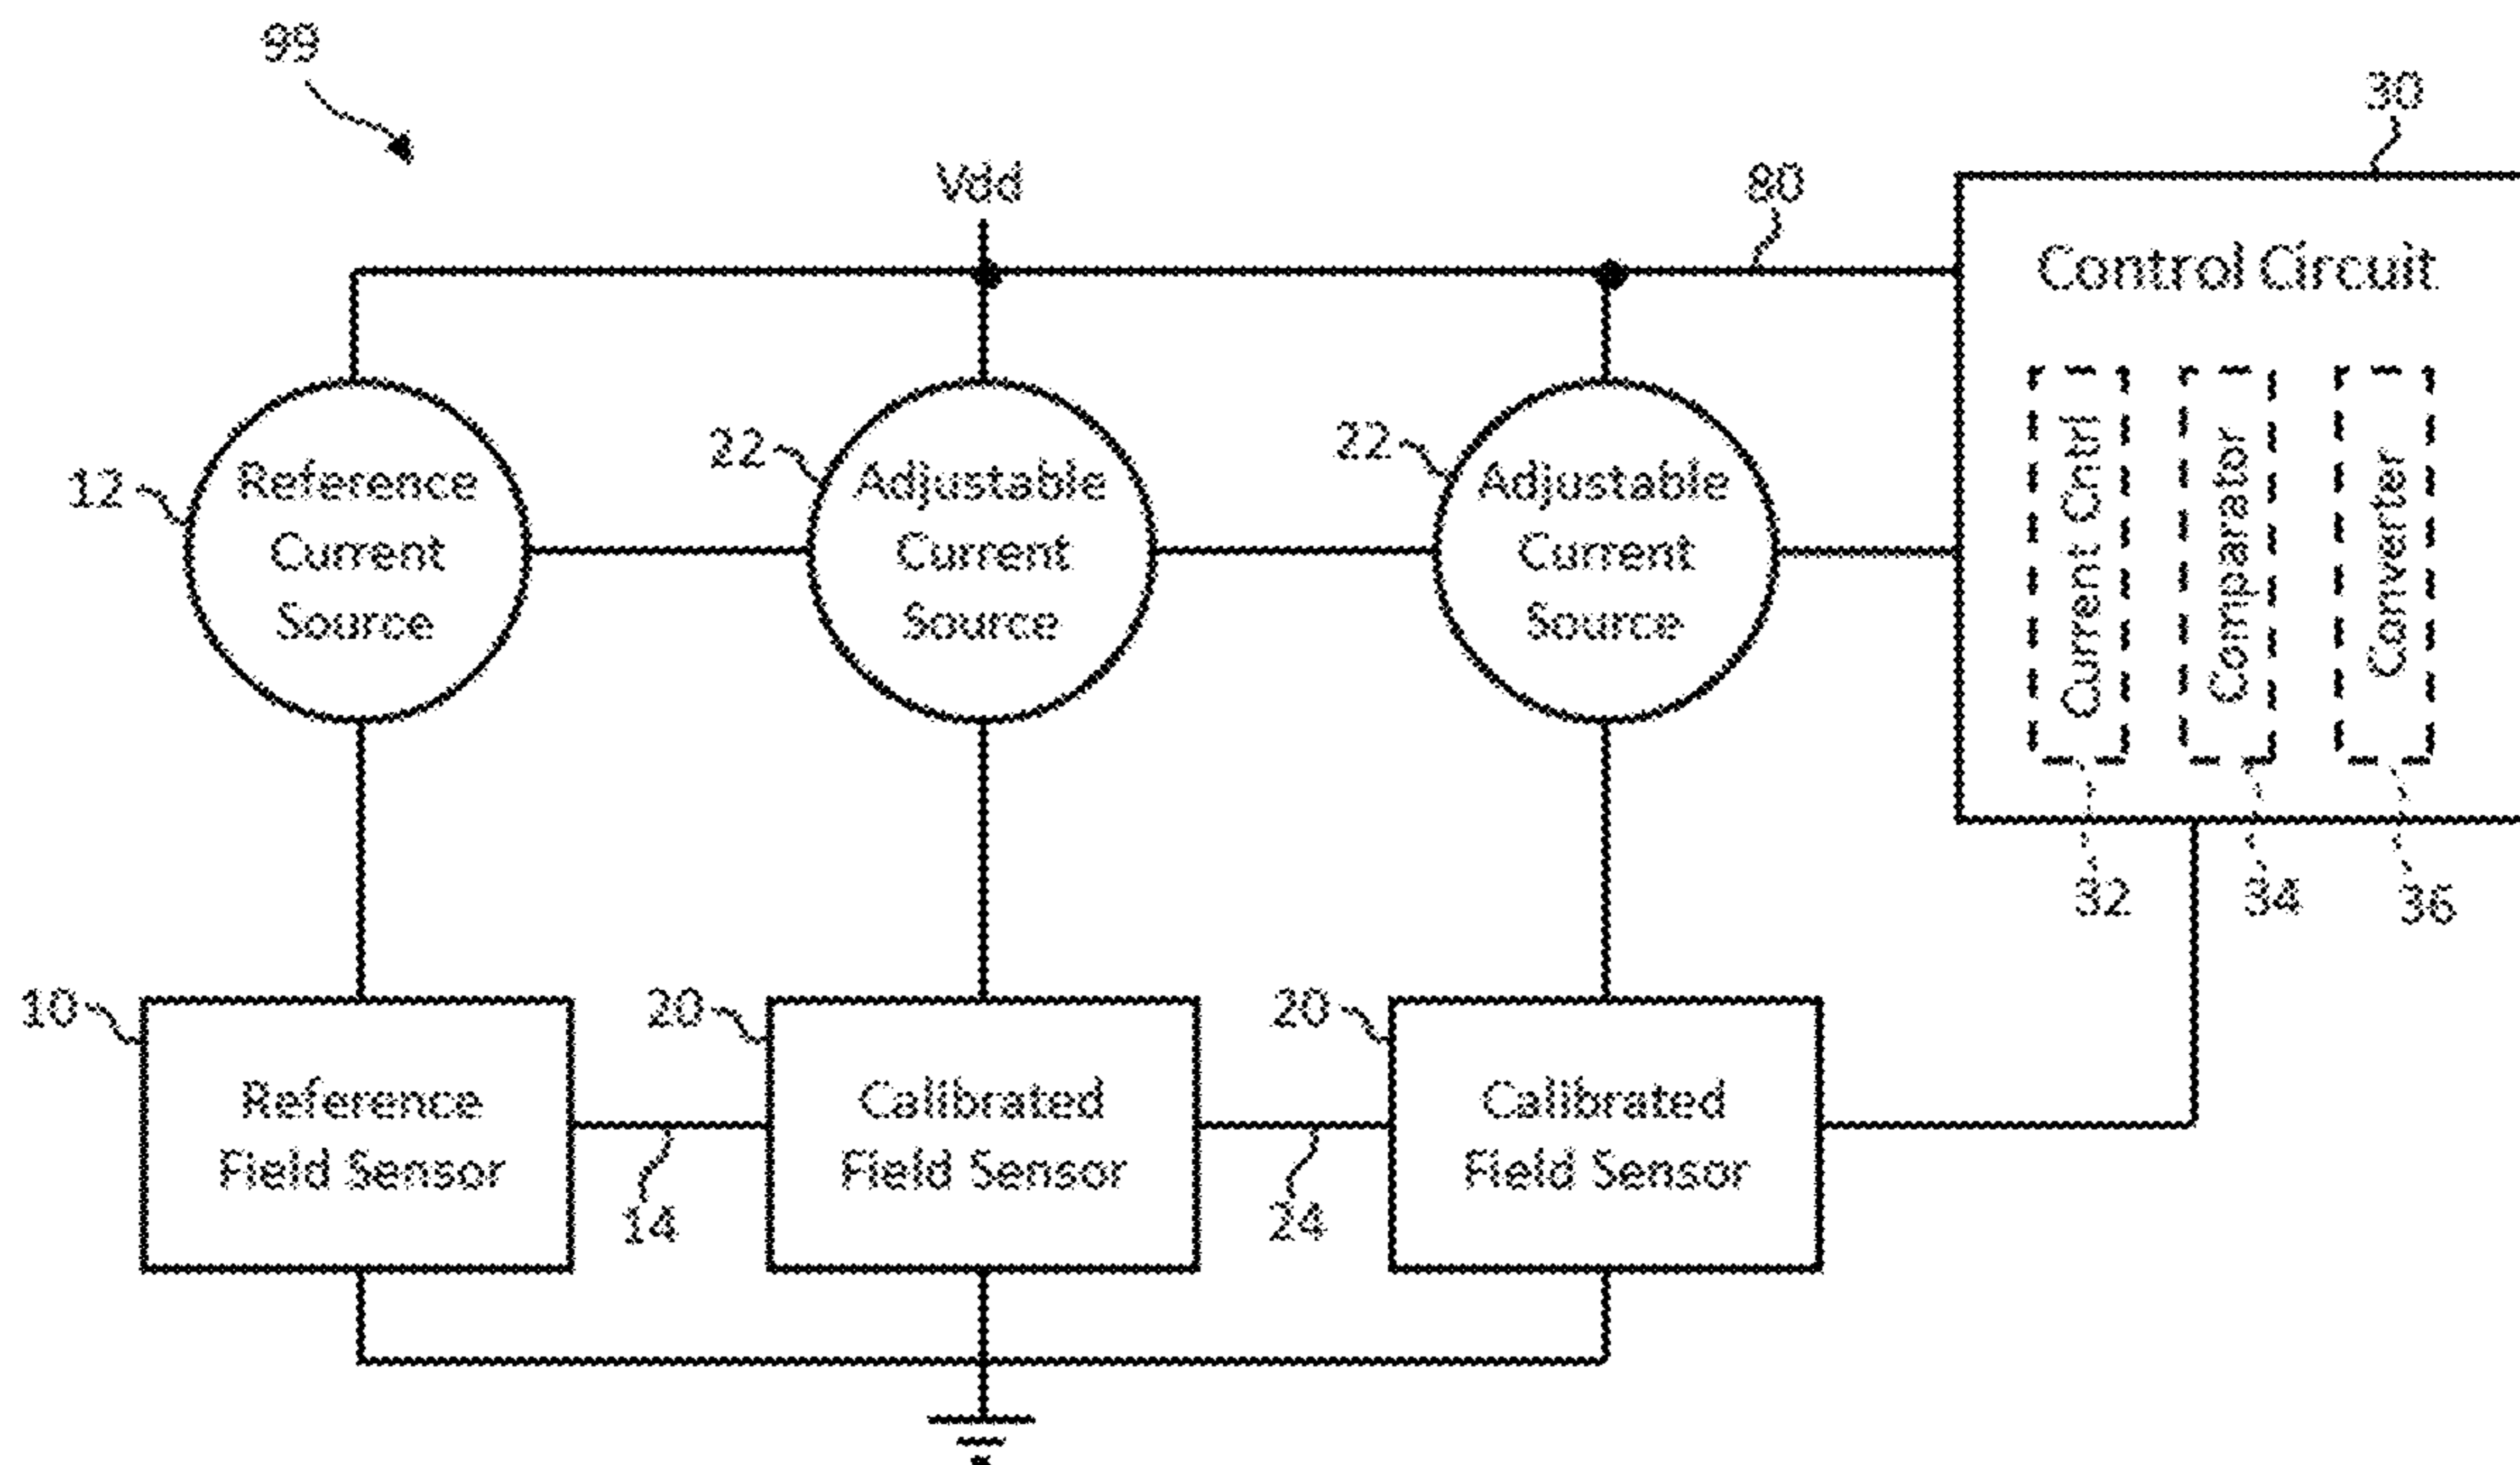 99
30
Vdd
80
Control Circuit
12
Reference
Current
Source
22
Adjustable
Current
Source
22
Adjustable
Current
Source
Current Cntrl
Comparator
Converter
32
34
36
10
Reference
Field Sensor
14
20
Calibrated
Field Sensor
24
20
Calibrated
Field Sensor